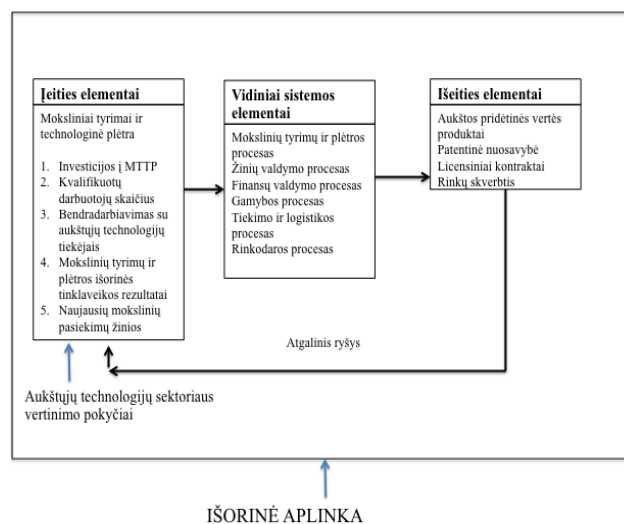 Įeities elementai
Moksliniai tyrimai ir
technologinė plėtra
1. Investicijos į MTTP
2. Kvalifikuotų
darbuotojų skaičius
3. Bendradarbiavimas su
aukštųjų technologijų
tiekėjais
4. Mokslinių tyrimų ir
plėtros išorinės
tinklaveikos rezultatai
5. Naujausių mokslinių
pasiekimų žinios
Vidiniai sistemos
elementai
Mokslinių tyrimų ir plėtros
procesas
Žinių valdymo procesas
Finansų valdymo procesas
Gamybos procesas
Tiekimo ir logistikos
procesas
Rinkodaros procesas
Išeities elementai
Aukštos pridėtinės vertės
produktai
Patentinė nuosavybė
Licensiniai kontraktai
Rinkų skverbtis
Atgalinis ryšys
Aukštųjų technologijų sektoriaus
vertinimo pokyčiai
IŠORINĖ APLINKA